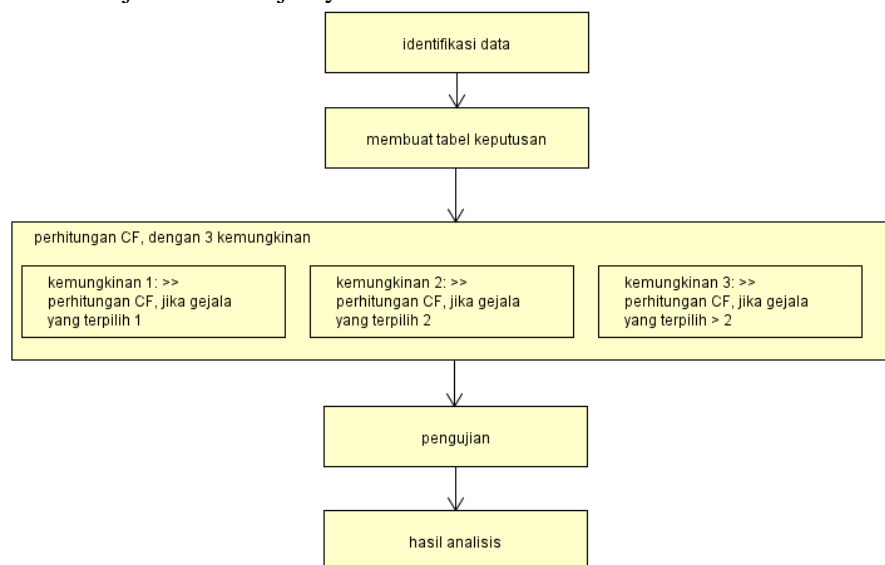 identifikasi data
membuat tabel keputusan
perhitungan CF, dengan 3 kemungkinan
kemungkinan 1: >>
perhitungan CF, jika gejala
yang terpilih 1
kemungkinan 2: >>
perhitungan CF, jika gejala
yang terpilih 2
kemungkinan 3: >>
perhitungan CF, jika gejala
yang terpilih > 2
pengujian
hasil analisis